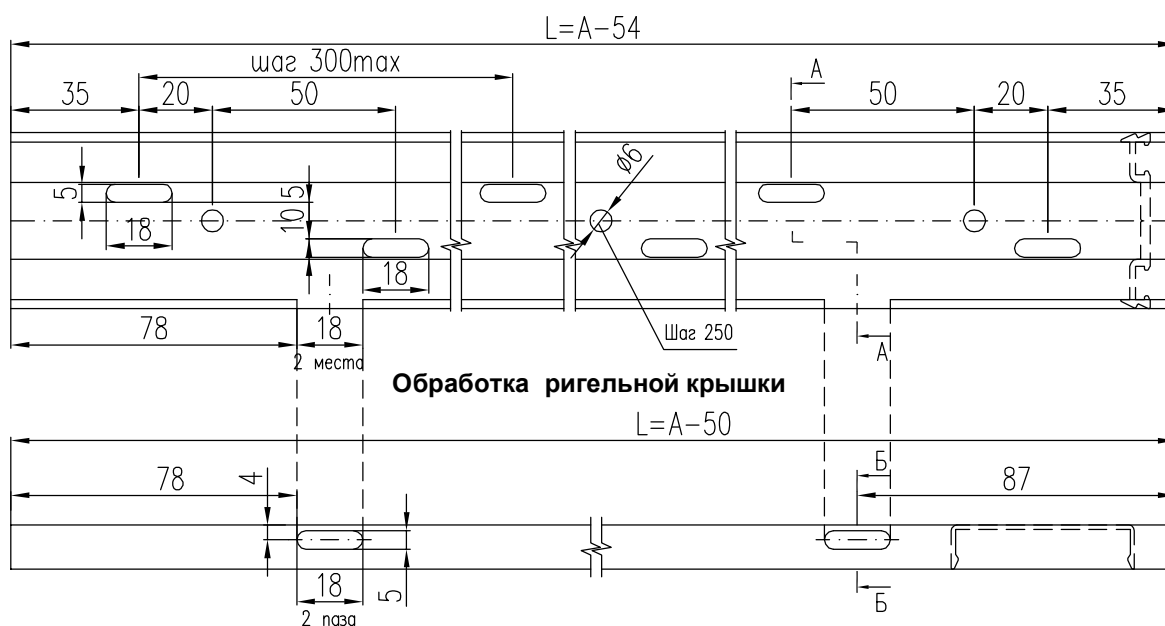 L=A-54
шаг 300max
A
35
20
50
50
20
35
ϕ6
5
5
10
18
18
78
18
2 места
Шаг 250
A
Обработка ригельной крышки
L=A-50
78
4
Б
87
18
5
2 паза
Б